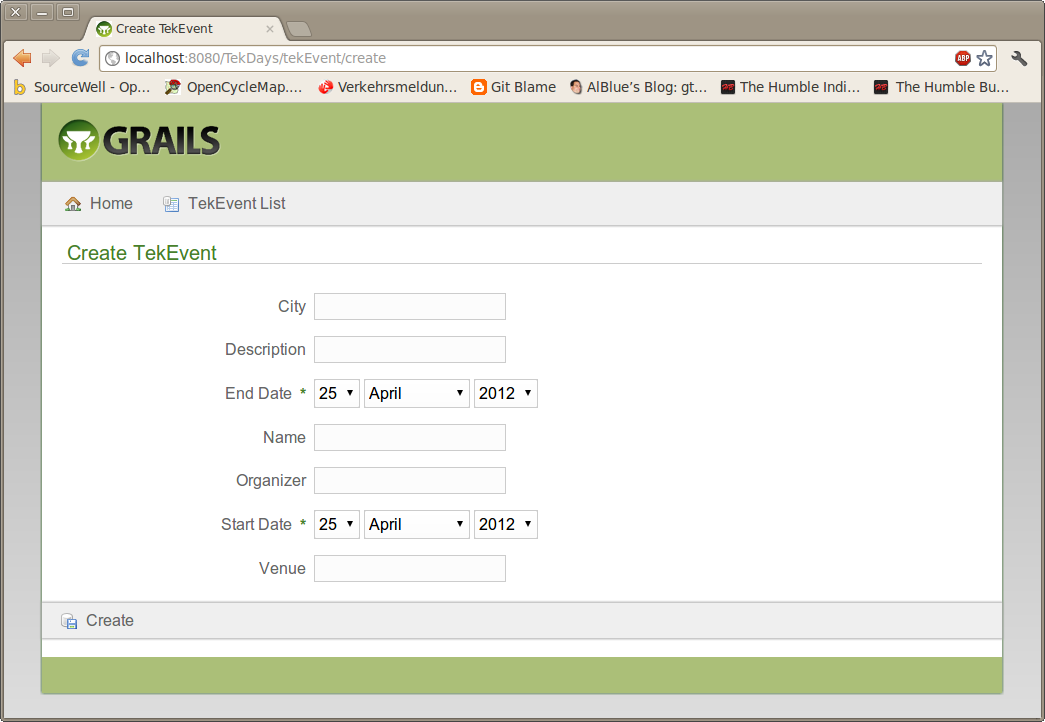 Create TekEvent
localhost:8080/TekDays/tekEvent/create ABP
SourceWell - Op... OpenCycleMap.... Verkehrsmeldun... Git Blame AlBlue's Blog: gt... The Humble Indi... The Humble Bu...
GRAILS
Home TekEvent List
Create TekEvent
City
Description
End Date * 25 April 2012
Name
Organizer
Start Date * 25 April 2012
Venue
Create